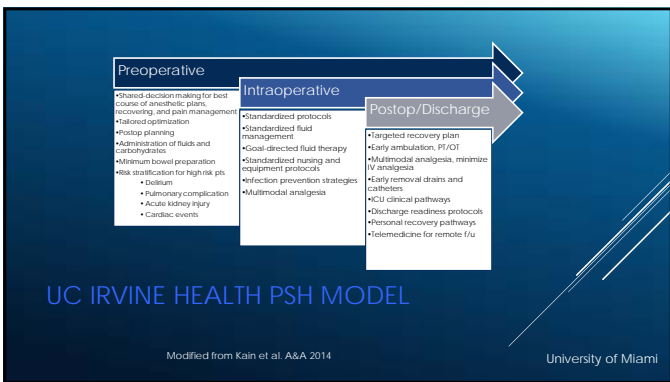 Preoperative
•Shared-decision making for best
course of anesthetic plans,
recovering, and pain management
•Tailored optimization
•Postop planning
•Administration of fluids and
carbohydrates
•Minimum bowel preparation
•Risk stratification for high risk pts
• Delirium
• Pulmonary complication
• Acute kidney injury
• Cardiac events
Intraoperative
•Standardized protocols
•Standardized fluid
management
•Goal-directed fluid therapy
•Standardized nursing and
equipment protocols
•Infection prevention strategies
•Multimodal analgesia
Postop/Discharge
•Targeted recovery plan
•Early ambulation, PT/OT
•Multimodal analgesia, minimize
IV analgesia
•Early removal drains and
catheters
•ICU clinical pathways
•Discharge readiness protocols
•Personal recovery pathways
•Telemedicine for remote f/u
UC IRVINE HEALTH PSH MODEL
Modified from Kain et al. A&A 2014
University of Miami